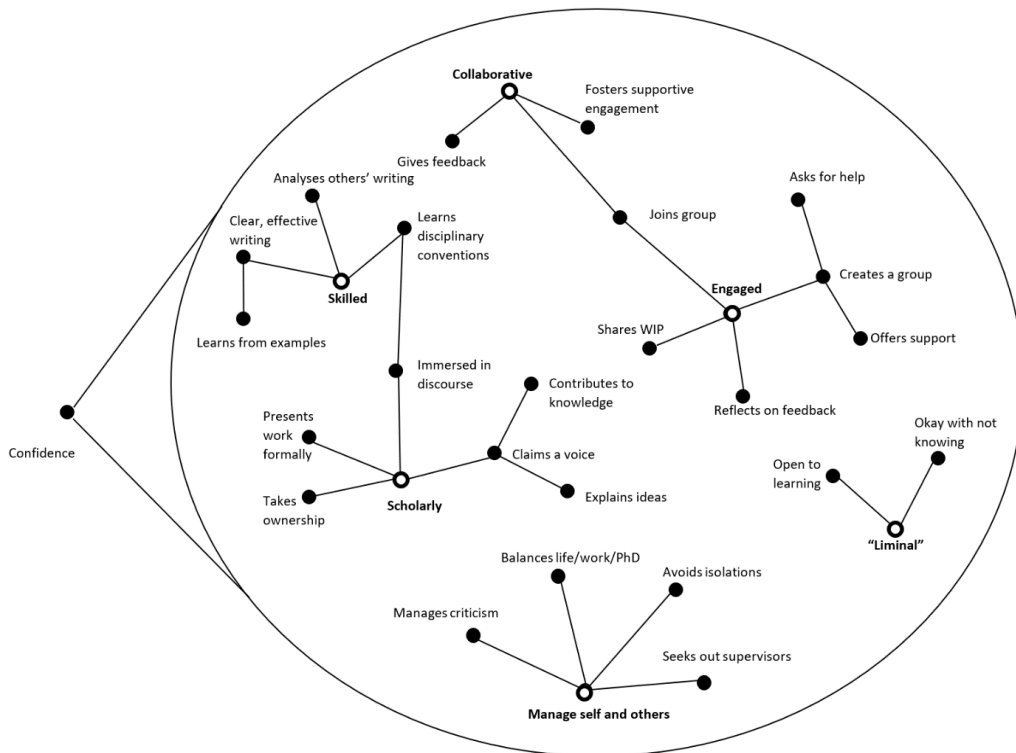 Collaborative
Fosters supportive
engagement
Gives feedback
Analyses others’ writing
Asks for help
Clear, effective
writing
Learns
disciplinary
conventions
Joins group
Creates a group
Skilled
Engaged
Shares WIP
Offers support
Learns from examples
Immersed in
discourse
Contributes to
knowledge
Reflects on feedback
Presents
work
formally
Okay with not
knowing
Confidence
Claims a voice
Open to
learning
Takes
ownership
Scholarly
Explains ideas
“Liminal”
Balances life/work/PhD
Avoids isolations
Manages criticism
Seeks out supervisors
Manage self and others